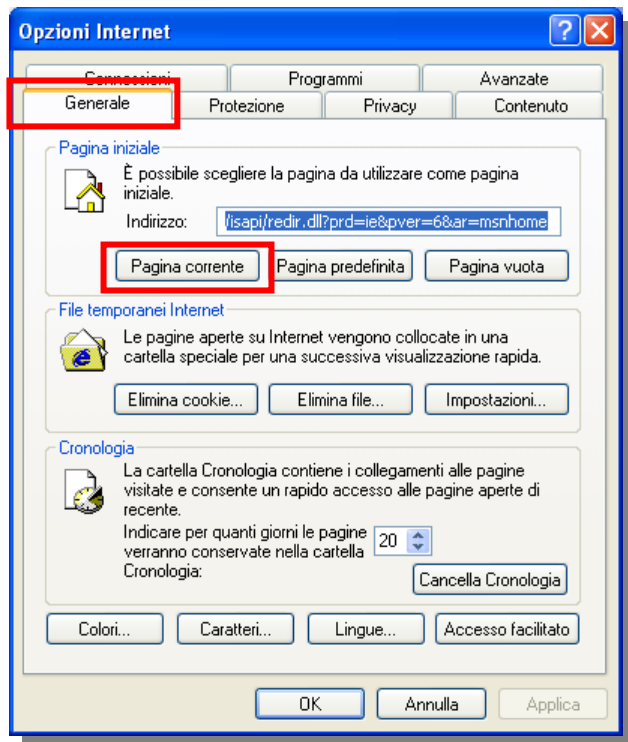 Opzioni Internet
Connessioni
Programmi
Avanzate
Generale
Protezione
Privacy
Contenuto
Pagina iniziale
È possibile scegliere la pagina da utilizzare come pagina
iniziale.
Indirizzo:
/isapi/redir.dll?prd=ie&pver=6&ar=msnhome
Pagina corrente
Pagina predefinita
Pagina vuota
File temporanei Internet
Le pagine aperte su Internet vengono collocate in una
cartella speciale per una successiva visualizzazione rapida.
Elimina cookie...
Elimina file...
Impostazioni...
Cronologia
La cartella Cronologia contiene i collegamenti alle pagine
visitate e consente un rapido accesso alle pagine aperte di
recente.
Indicare per quanti giorni le pagine
verranno conservate nella cartella
Cronologia:
20
Cancella Cronologia
Colori...
Caratteri...
Lingue...
Accesso facilitato
OK
Annulla
Applica